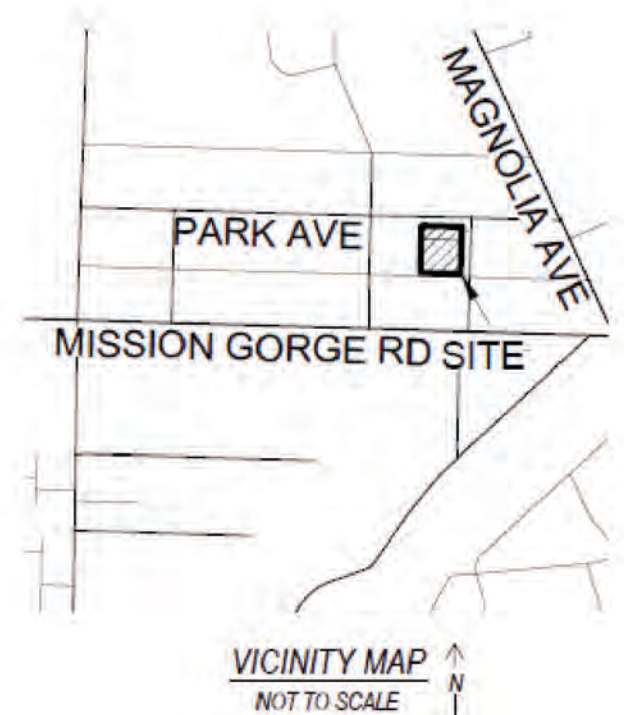 MAGNOLIA AVE
PARK AVE
MISSION GORGE RD SITE
VICINITY MAP
NOT TO SCALE
N